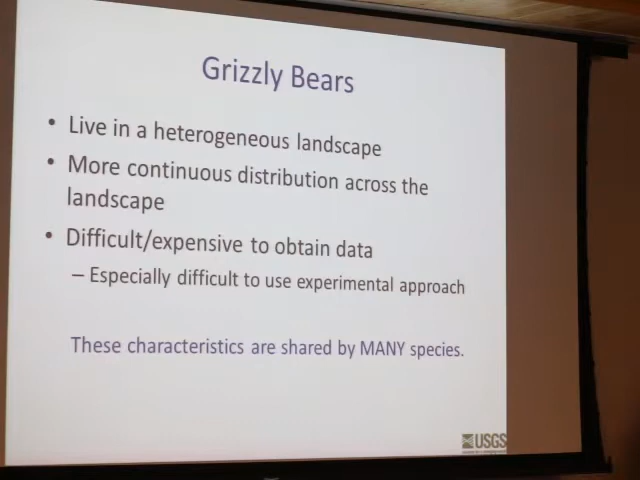 Grizzly Bears
• Live in a heterogeneous landscape
• More continuous distribution across the
landscape
• Difficult/expensive to obtain data
– Especially difficult to use experimental approach
These characteristics are shared by MANY species.
USGS